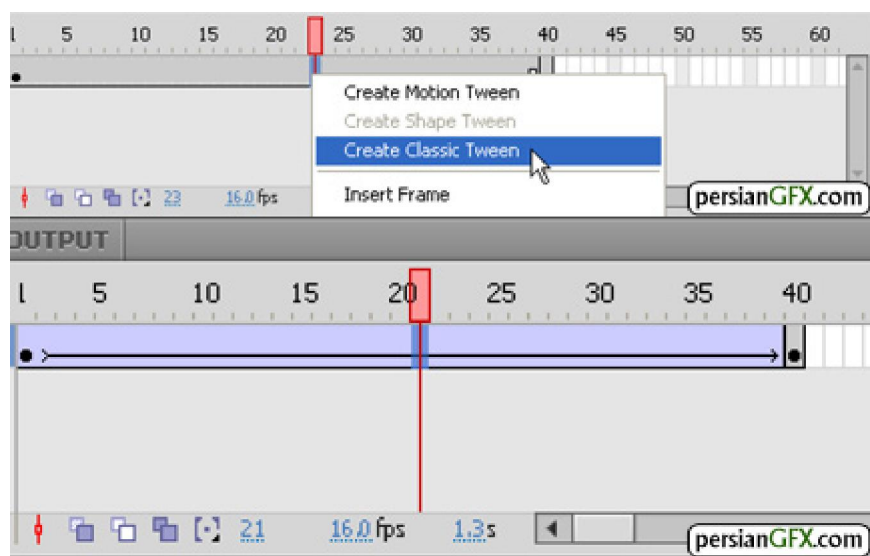 1 5 10 15 20 25 30 35 40 45 50 55 60
Create Motion Tween
Create Shape Tween
Create Classic Tween
Insert Frame
23 16.0 fps
persianGFX.com
OUTPUT
1 5 10 15 20 25 30 35 40
21 16.0 fps 1.3 s
persianGFX.com